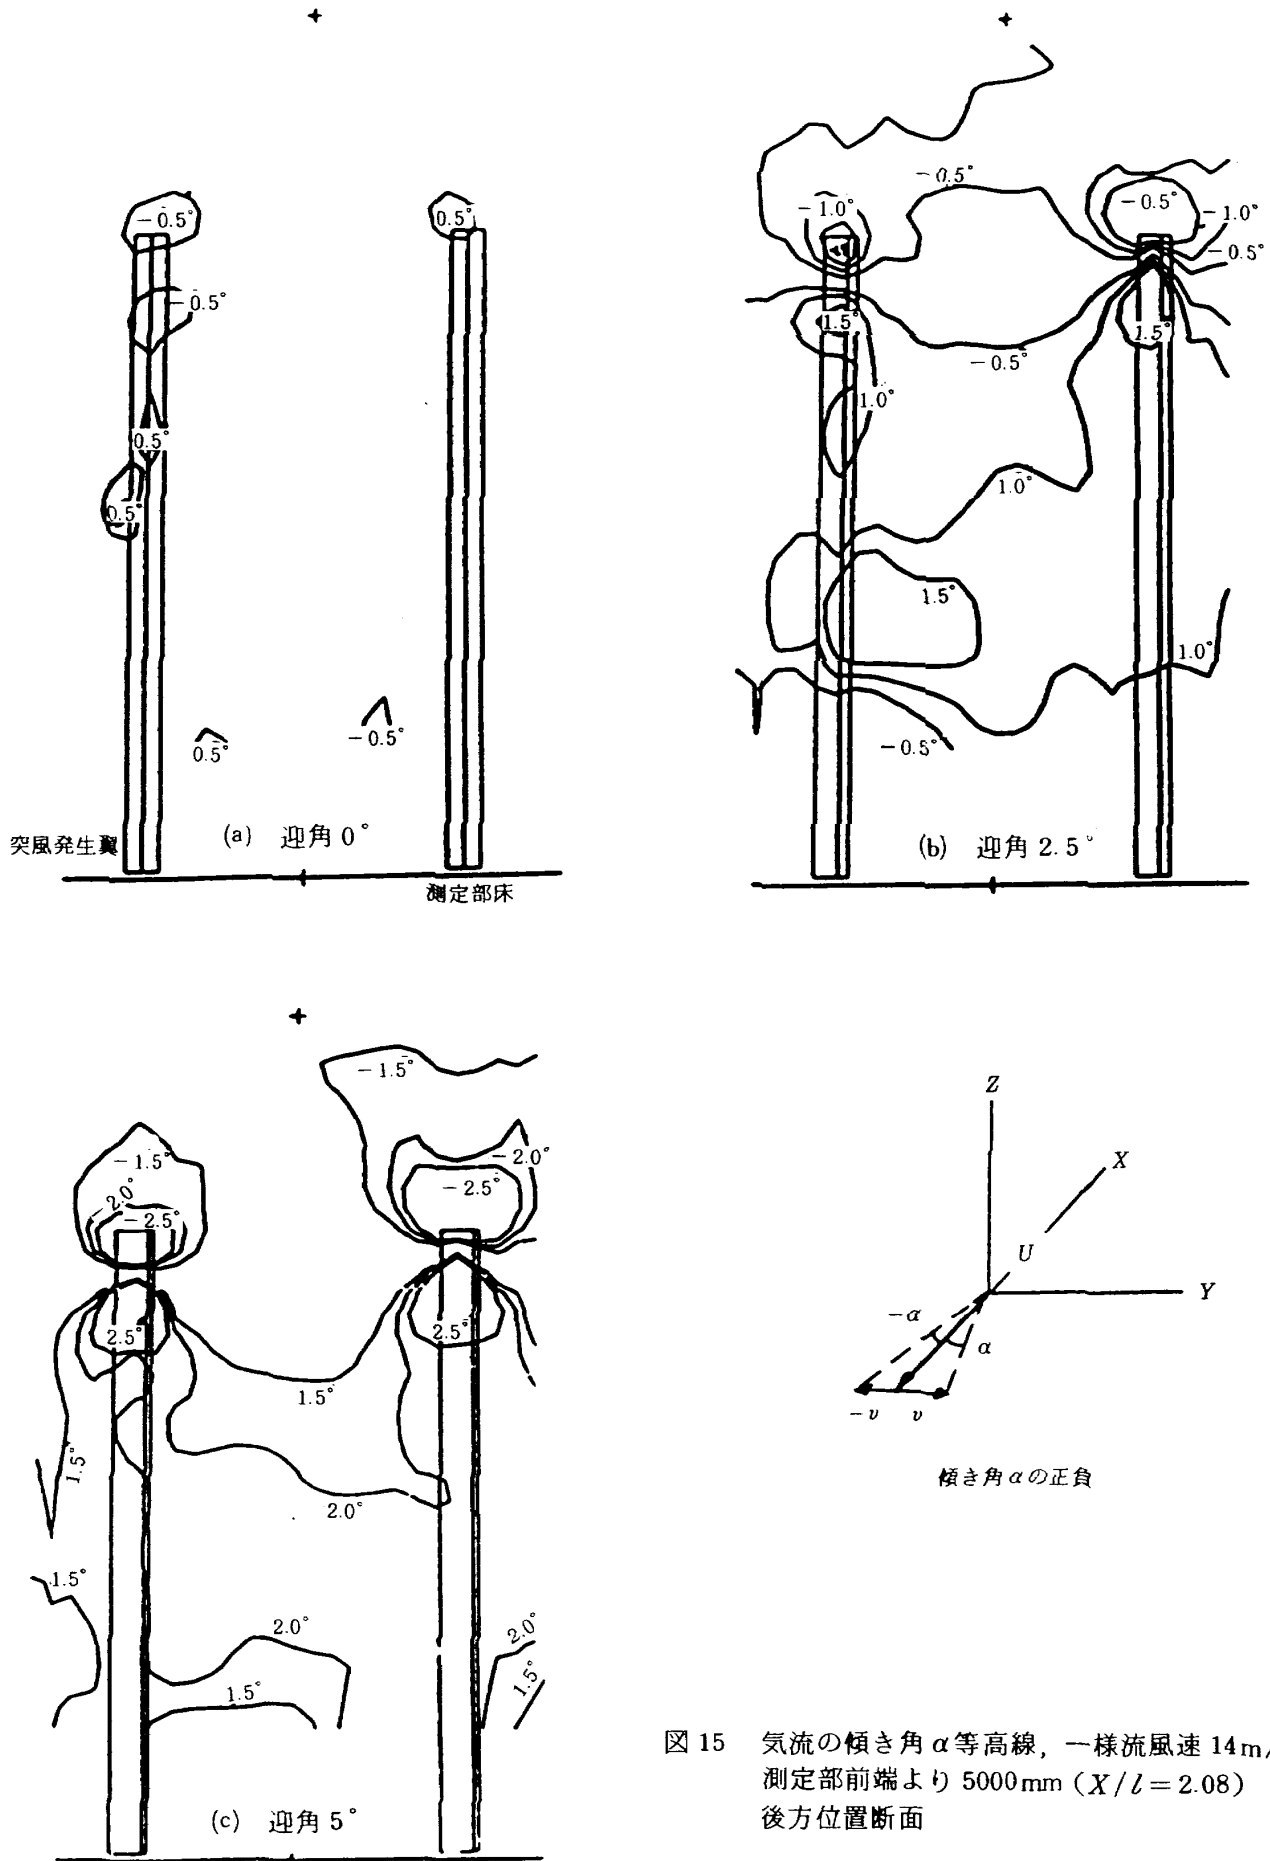 -0.5°
0.5°
-0.5°
0.5°
0.5°
0.5°
-0.5°
突風発生翼
(a) 迎角 0°
測定部床
-0.5°
-1.0°
-0.5°
-1.0°
-0.5°
1.5°
1.5°
-0.5°
1.0°
1.0°
1.5°
1.0°
-0.5°
(b) 迎角 2.5°
-1.5°
-1.5°
-2.0°
-2.0°
-2.5°
-2.5°
2.5°
2.5°
1.5°
1.5°
2.0°
1.5°
2.0°
2.0°
1.5°
1.5°
(c) 迎角 5°
Z
X
U
Y
-α
α
-v
v
傾き角αの正負
図 15 気流の傾き角α等高線, 一様流風速 14m/
測定部前端より 5000mm (X/l=2.08)
後方位置断面